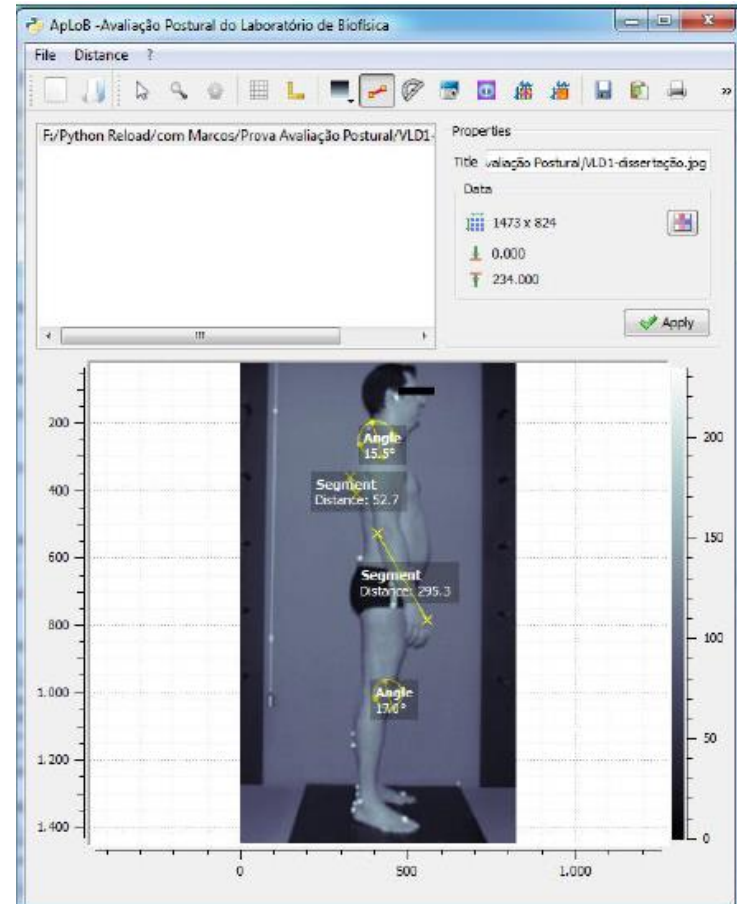 ApLoB -Avaliação Postural do Laboratório de Biofísica
File Distance ?
»
F:/Python Reload/com Marcos/Prova Avaliação Postural/VLD1-
Properties
Title valiação Postural/VLD1-dissertação.jpg
Data
1473 x 824
0.000
234.000
Apply
200
400
600
800
1.000
1.200
1.400
0
500
1.000
Angle
15.5°
Segment
Distance: 52.7
Segment
Distance: 295.3
Angle
200
150
100
50
0